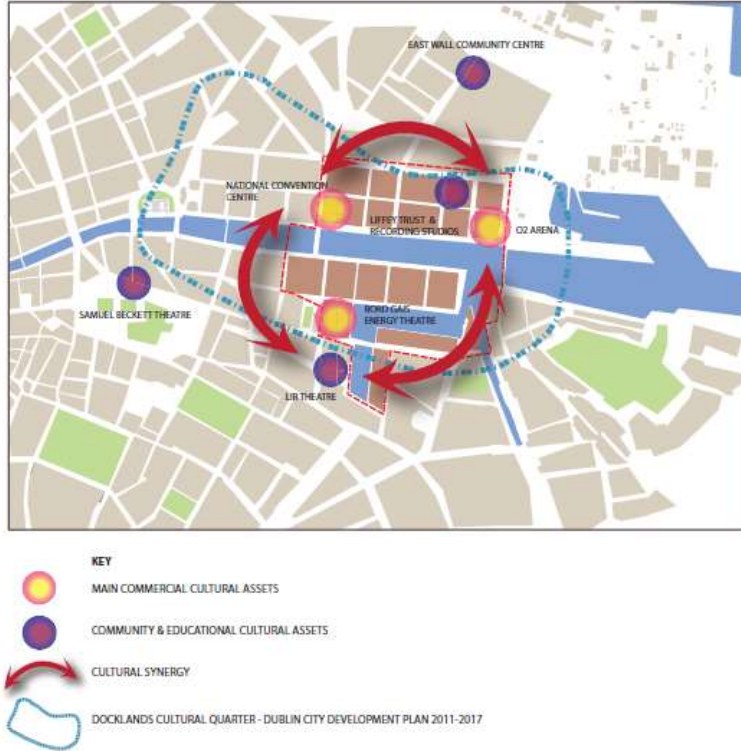 EAST WALL COMMUNITY CENTRE
NATIONAL CONVENTION
CENTRE
LIFFEY TRUST &
RECORDING STUDIOS
O2 ARENA
SAMUEL BECKETT THEATRE
BORD GAIS
ENERGY THEATRE
LIR THEATRE
KEY
MAIN COMMERCIAL CULTURAL ASSETS
COMMUNITY & EDUCATIONAL CULTURAL ASSETS
CULTURAL SYNERGY
DOCKLANDS CULTURAL QUARTER - DUBLIN CITY DEVELOPMENT PLAN 2011-2017